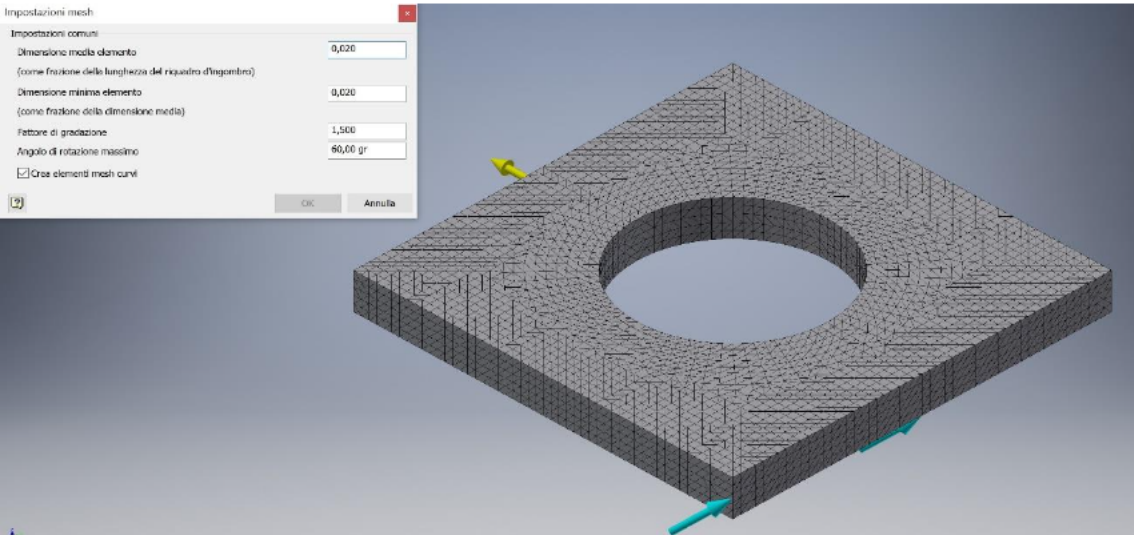 Impostazioni mesh
Impostazioni comuni
Dimensione media elemento 0,020
(come frazione della lunghezza del riquadro d'ingombro)
Dimensione minima elemento 0,020
(come frazione della dimensione media)
Fattore di gradazione 1,500
Angolo di rotazione massimo 60,00 gr
Crea elementi mesh curvi
OK Annulla